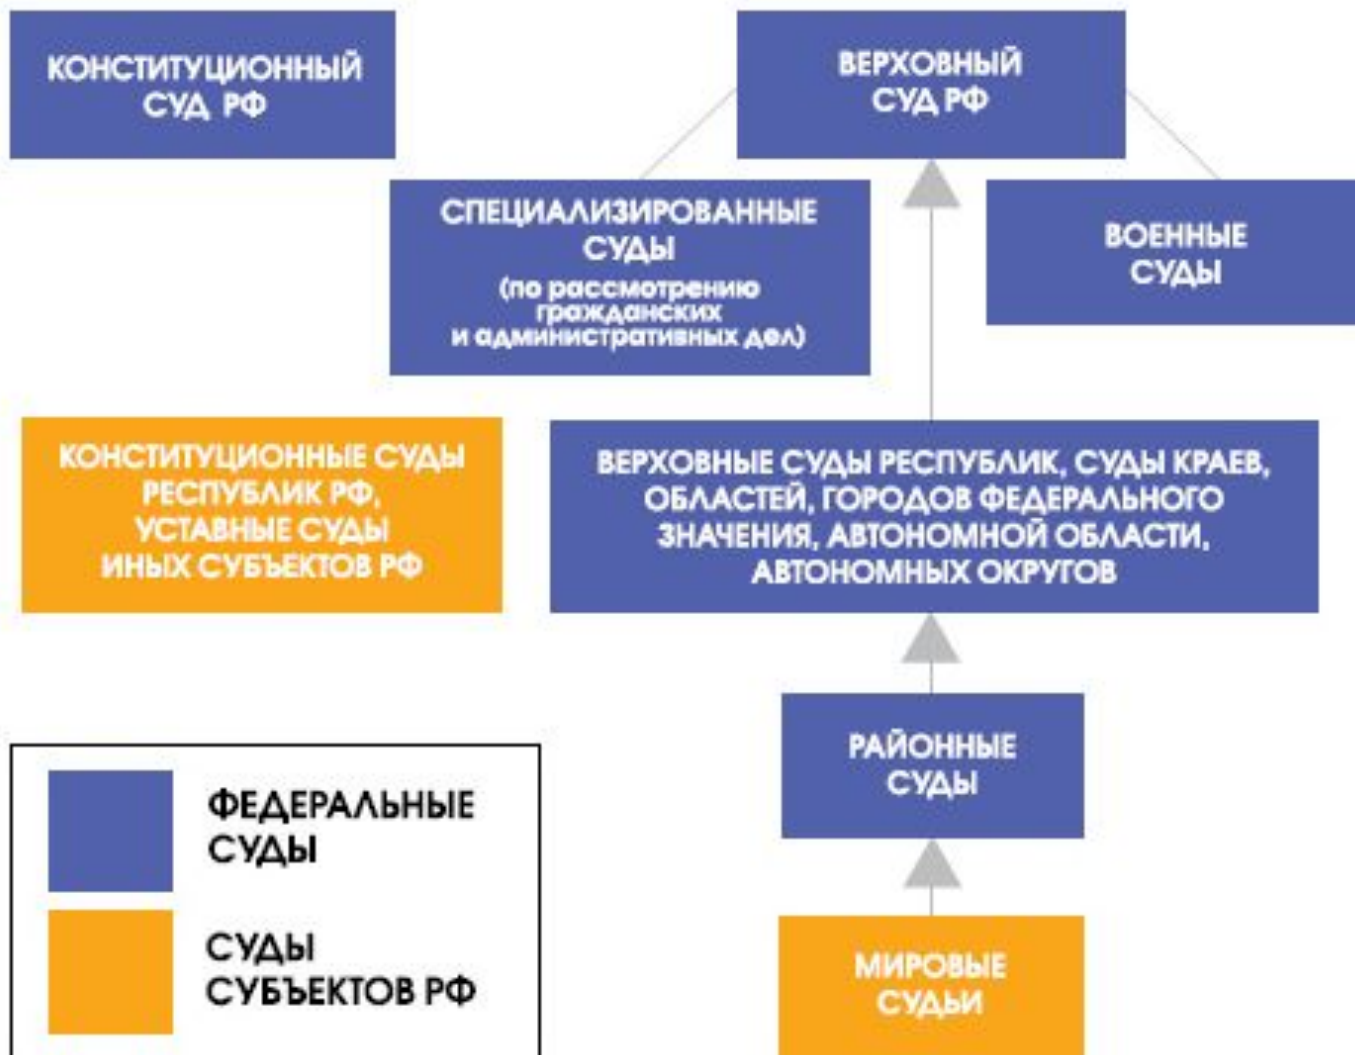 КОНСТИТУЦИОННЫЙ
СУД РФ
ВЕРХОВНЫЙ
СУД РФ
СПЕЦИАЛИЗИРОВАННЫЕ
СУДЫ
(по рассмотрению
гражданских
и административных дел)
ВОЕННЫЕ
СУДЫ
КОНСТИТУЦИОННЫЕ СУДЫ
РЕСПУБЛИК РФ,
УСТАВНЫЕ СУДЫ
ИНЫХ СУБЪЕКТОВ РФ
ВЕРХОВНЫЕ СУДЫ РЕСПУБЛИК, СУДЫ КРАЕВ,
ОБЛАСТЕЙ, ГОРОДОВ ФЕДЕРАЛЬНОГО
ЗНАЧЕНИЯ, АВТОНОМНОЙ ОБЛАСТИ,
АВТОНОМНЫХ ОКРУГОВ
РАЙОННЫЕ
СУДЫ
МИРОВЫЕ
СУДЬИ
ФЕДЕРАЛЬНЫЕ
СУДЫ
СУДЫ
СУБЪЕКТОВ РФ